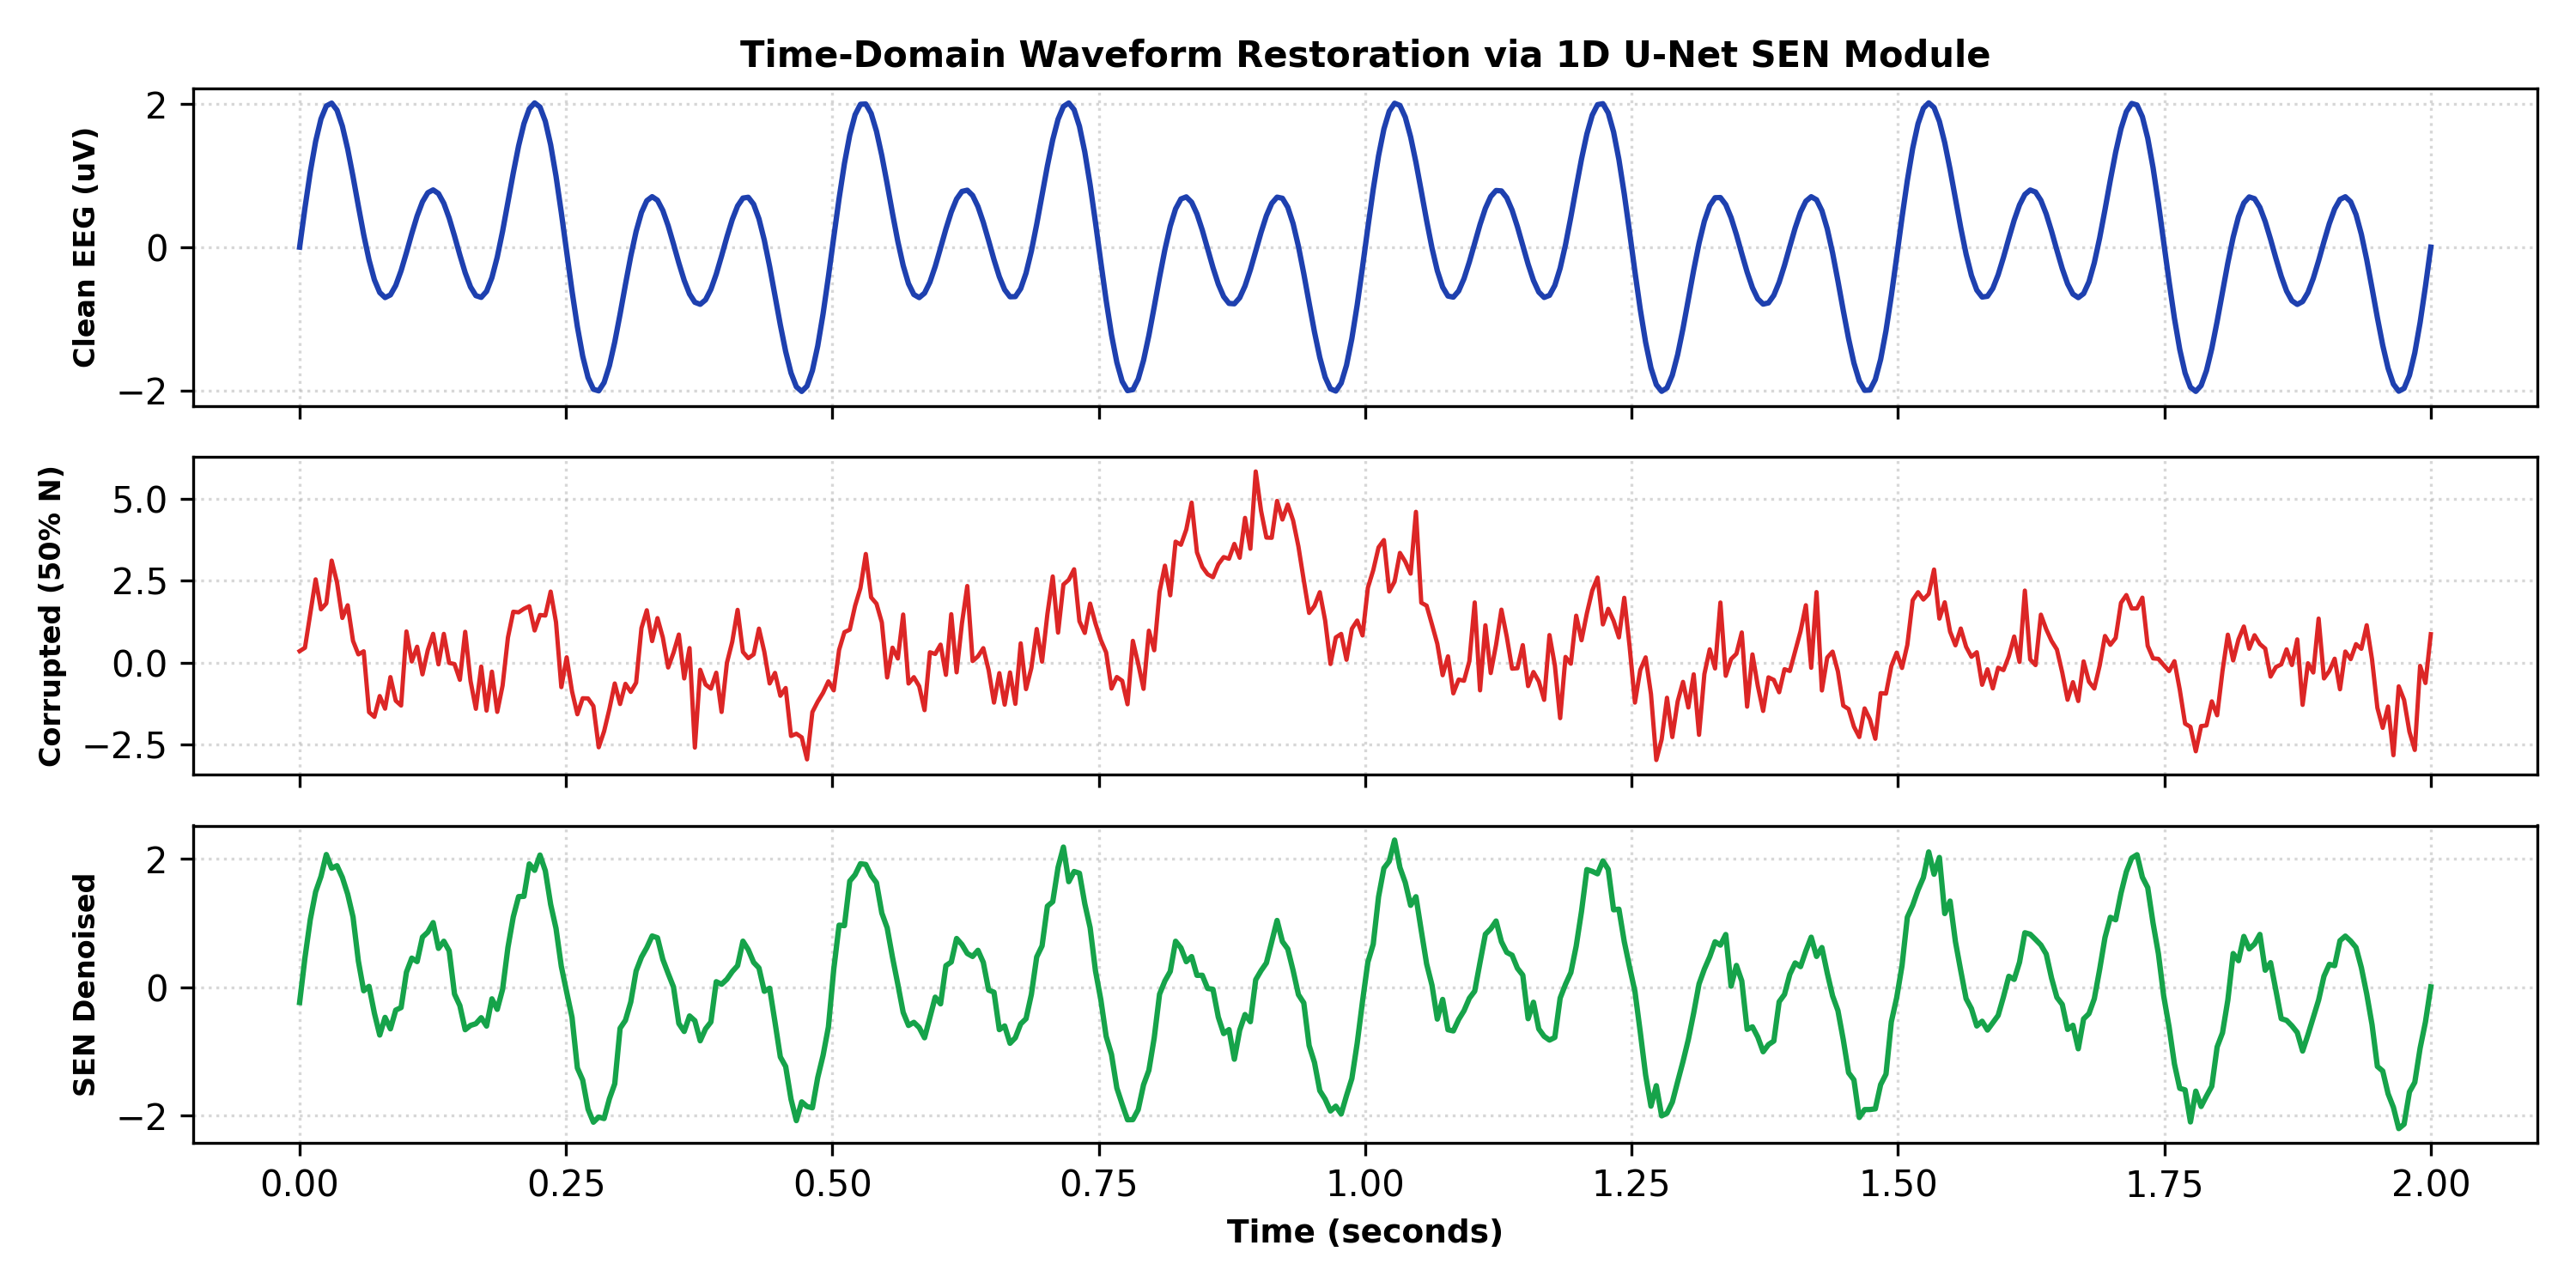 Time-Domain Waveform Restoration via 1D U-Net SEN Module
Clean EEG (uV)
2
0
−2
Corrupted (50% N)
5.0
2.5
0.0
−2.5
SEN Denoised
2
0
−2
0.00 0.25 0.50 0.75 1.00 1.25 1.50 1.75 2.00
Time (seconds)